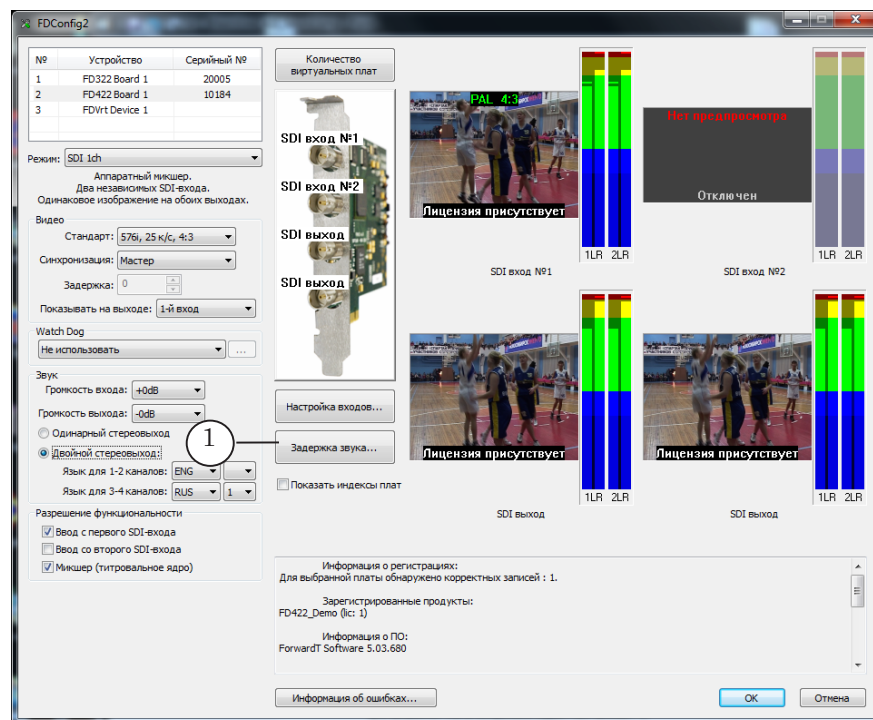 FDConfig2
№ Устройство Серийный №
1 FD322 Board 1 20005
2 FD422 Board 1 10184
3 FDVrt Device 1
Режим: SDI 1ch
Аппаратный микшер.
Два независимых SDI-входа.
Одинаковое изображение на обоих выходах.
Видео
Стандарт: 576i, 25 к/с, 4:3
Синхронизация: Мастер
Задержка: 0
Показывать на выходе: 1-й вход
Watch Dog
Не использовать ...
Звук
Громкость входа: +0dB
Громкость выхода: -0dB
Одинарный стереовыход
Двойной стереовыход:
Язык для 1-2 каналов: ENG
Язык для 3-4 каналов: RUS 1
Разрешение функциональности
Ввод с первого SDI-входа
Ввод со второго SDI-входа
Микшер (титровальное ядро)
Количество
виртуальных плат
SDI вход №1
SDI вход №2
SDI выход
SDI выход
Настройка входов...
1
Задержка звука...
Показать индексы плат
PAL 4:3
Лицензия присутствует
1LR 2LR
SDI вход №1
Нет предпросмотра
Отключен
1LR 2LR
SDI вход №2
Лицензия присутствует
1LR 2LR
SDI выход
Лицензия присутствует
1LR 2LR
SDI выход
Информация о регистрациях:
Для выбранной платы обнаружено корректных записей : 1.
Зарегистрированные продукты:
FD422_Demo (lic: 1)
Информация о ПО:
ForwardT Software 5.03.680
Информация об ошибках...
OK Отмена